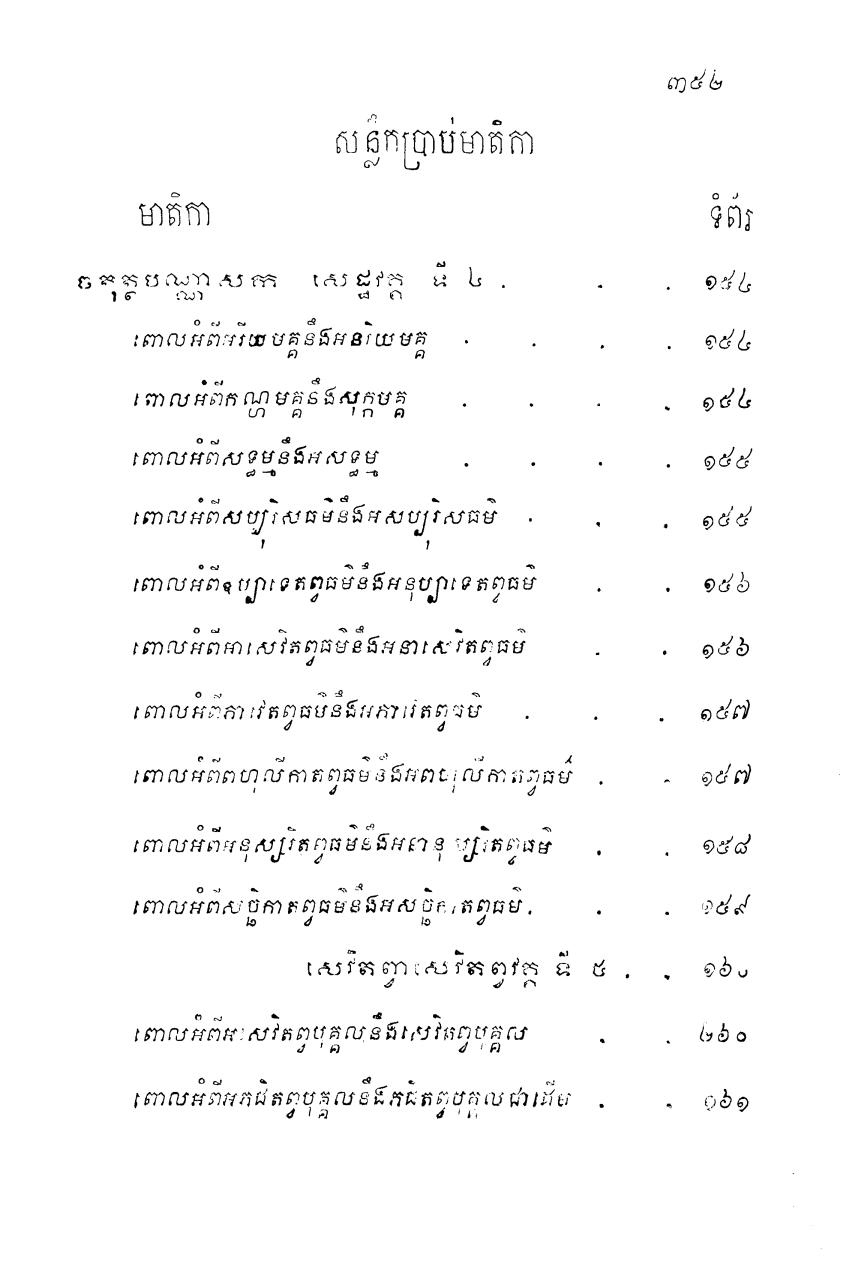 ៣៥២
សន្លឹកប្រាប់មាតិកា
មាតិកា ទំព័រ
ចតុត្ថបណ្ណាសក សេដ្ឋវគ្គ ទី ៤ . . . ១៥៤
ពោលអំពីអរិយមគ្គនឹងអនរិយមគ្គ . . . . ១៥៤
ពោលអំពីកណ្ហមគ្គនឹងសុក្កមគ្គ . . . . ១៥៤
ពោលអំពីសទ្ធម្មនឹងអសទ្ធម្ម . . . . ១៥៥
ពោលអំពីសប្បុរិសធម៌នឹងអសប្បុរិសធម៌ . . . ១៥៥
ពោលអំពីឧប្បាទេតព្វធម៌នឹងអនុប្បាទេតព្វធម៌ . . ១៥៦
ពោលអំពីអាសេវិតព្វធម៌នឹងអនាសេវិតព្វធម៌ . . ១៥៦
ពោលអំពីភាវេតព្វធម៌នឹងអភាវេតព្វធម៌ . . . ១៥៧
ពោលអំពីពហុលីកាតព្វធម៌នឹងអពហុលីកាតព្វធម៌ . . ១៥៧
ពោលអំពីអនុស្សរិតព្វធម៌នឹងអនានុស្សរិតព្វធម៌ . . ១៥៨
ពោលអំពីសច្ឆិកាតព្វធម៌នឹងអសច្ឆិកាតព្វធម៌ . . . ១៥៩
សេវិតព្វាសេវិតព្វវគ្គ ទី ៥ . . ១៦០
ពោលអំពីអសេវិតព្វបុគ្គលនឹងសេវិតព្វបុគ្គល . . ២៦០
ពោលអំពីអភជិតព្វបុគ្គលនឹងភជិតព្វបុគ្គលជាដើម . . ១៦១